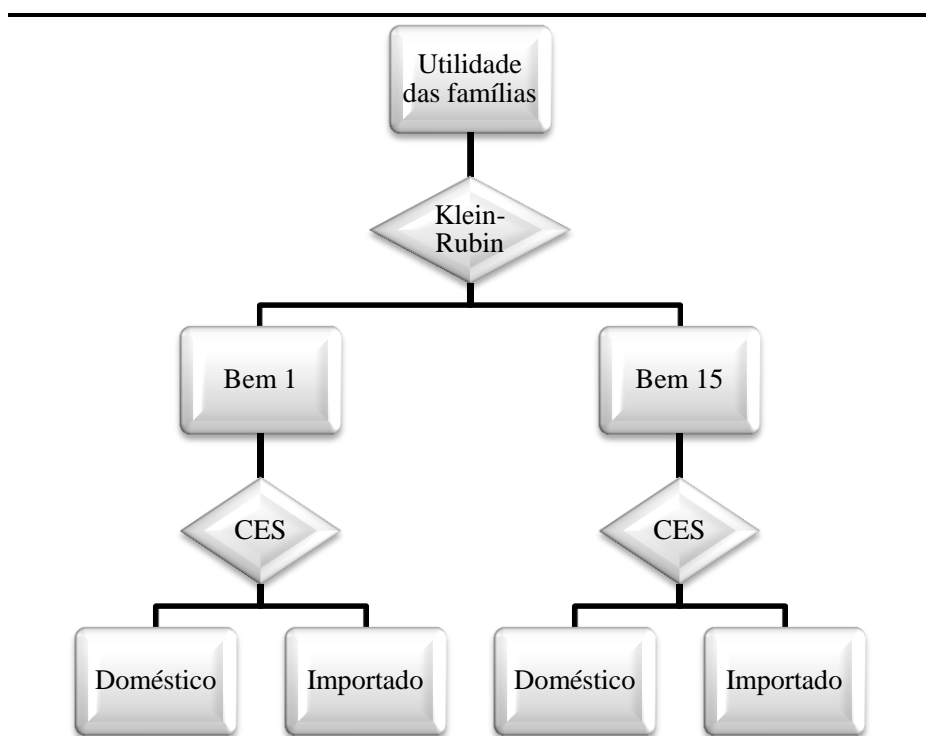 Utilidade
das famílias
Klein-
Rubin
Bem 1
Bem 15
CES
CES
Doméstico
Importado
Doméstico
Importado